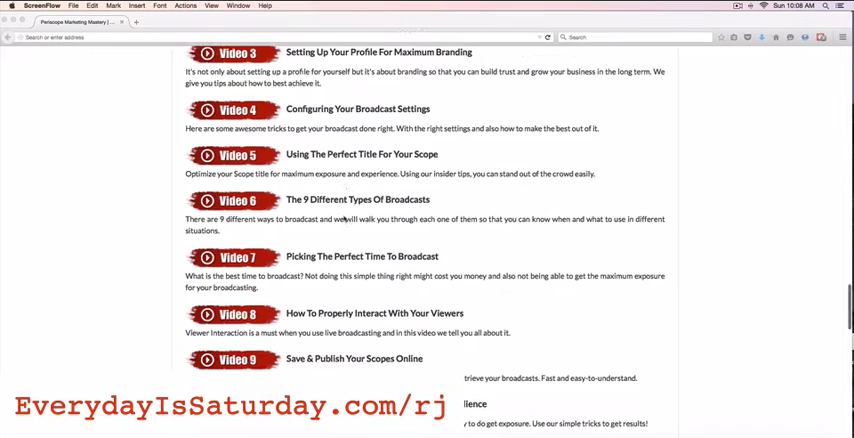 ScreenFlow File Edit Mark Insert Font Actions View Window Help Sun 10:08 AM
Periscope Marketing Mastery | ...
Search or enter address Search
Video 3 Setting Up Your Profile For Maximum Branding
It's not only about setting up a profile for yourself but it's about branding so that you can build trust and grow your business in the long term. We
give you tips about how to best achieve it.
Video 4 Configuring Your Broadcast Settings
Here are some awesome tricks to get your broadcast done right. With the right settings and also how to make the best out of it.
Video 5 Using The Perfect Title For Your Scope
Optimize your Scope title for maximum exposure and experience. Using our insider tips, you can stand out of the crowd easily.
Video 6 The 9 Different Types Of Broadcasts
There are 9 different ways to broadcast and we will walk you through each one of them so that you can know when and what to use in different
situations.
Video 7 Picking The Perfect Time To Broadcast
What is the best time to broadcast? Not doing this simple thing right might cost you money and also not being able to get the maximum exposure
for your broadcasting.
Video 8 How To Properly Interact With Your Viewers
Viewer Interaction is a must when you use live broadcasting and in this video we tell you all about it.
Video 9 Save & Publish Your Scopes Online
trieve your broadcasts. Fast and easy-to-understand.
EverydayIsSaturday.com/rj
ience
y to do get exposure. Use our simple tricks to get results!